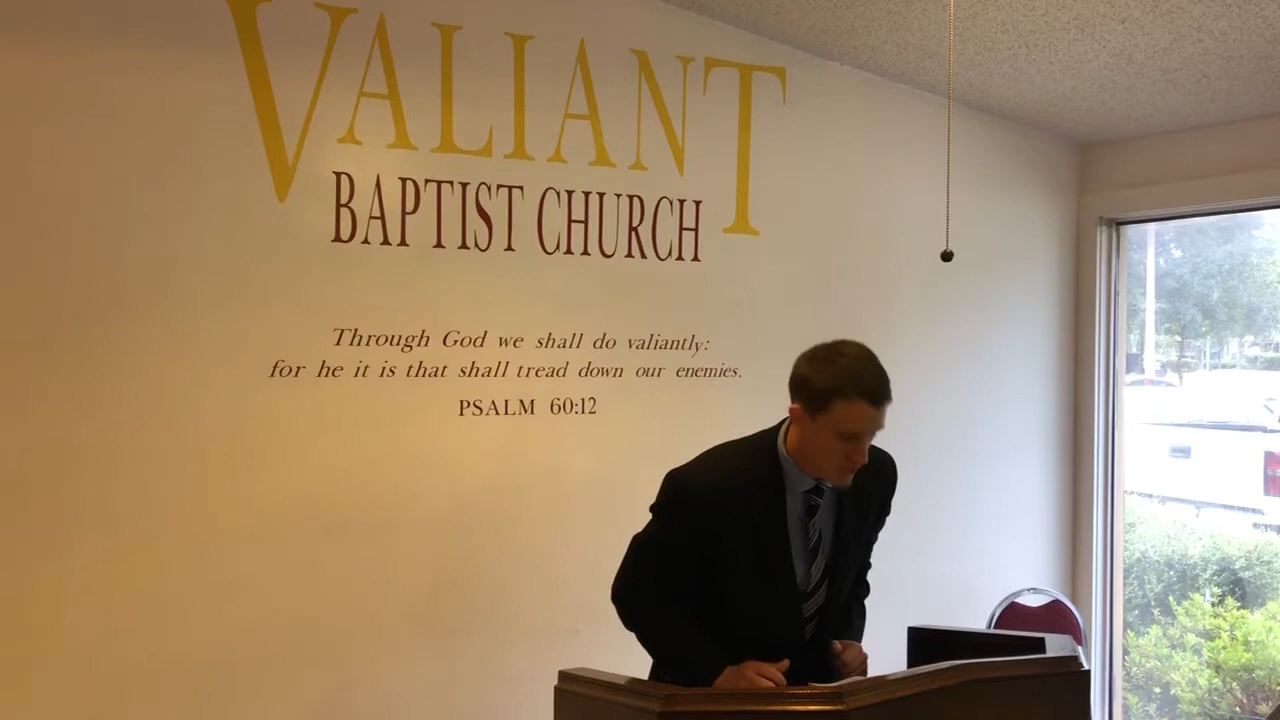 VALIANT
BAPTIST CHURCH
Through God we shall do valiantly:
for he it is that shall tread down our enemies.
PSALM 60:12